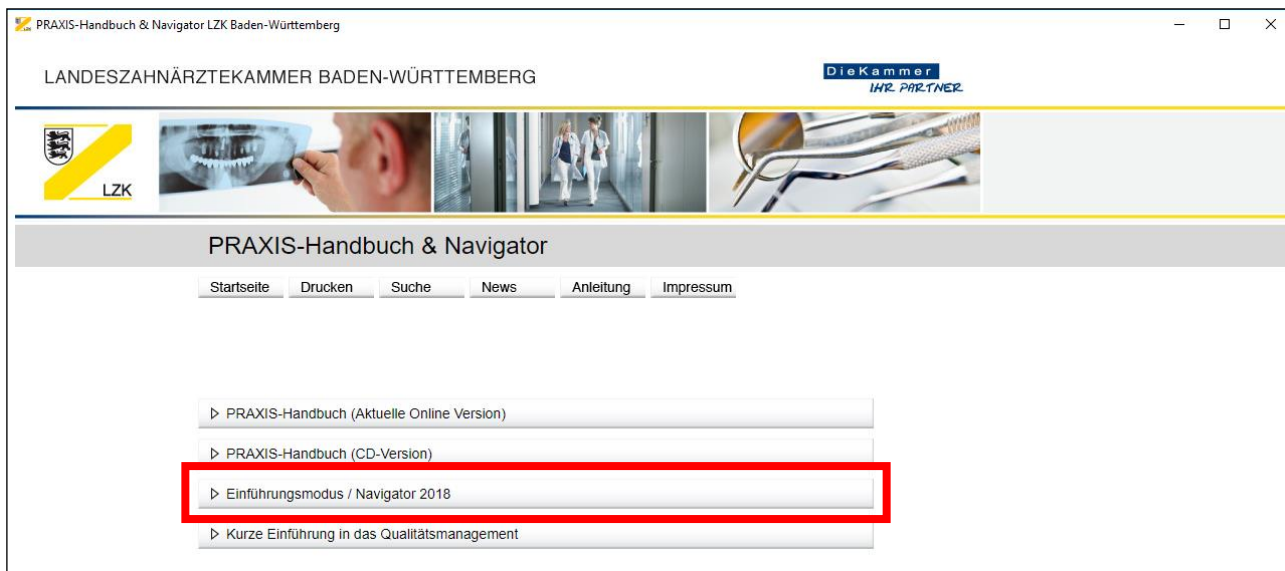 PRAXIS-Handbuch & Navigator LZK Baden-Württemberg
LANDESZAHNÄRZTEKAMMER BADEN-WÜRTTEMBERG
DieKammer
IHR PARTNER
LZK
PRAXIS-Handbuch & Navigator
Startseite Drucken Suche News Anleitung Impressum
PRAXIS-Handbuch (Aktuelle Online Version)
PRAXIS-Handbuch (CD-Version)
Einführungsmodus / Navigator 2018
Kurze Einführung in das Qualitätsmanagement